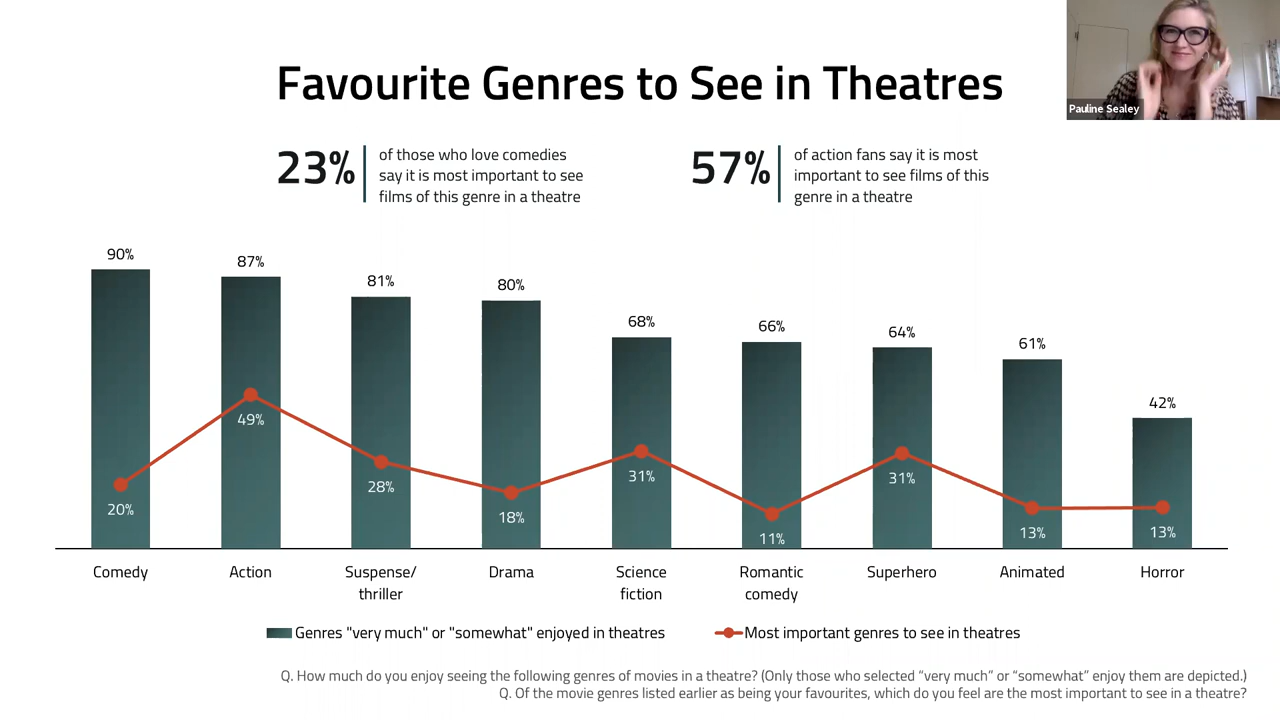 Favourite Genres to See in Theatres
Pauline Sealey
23%
of those who love comedies
say it is most important to see
films of this genre in a theatre
57%
of action fans say it is most
important to see films of this
genre in a theatre
90%
87%
81%
80%
68%
66%
64%
61%
42%
20%
49%
28%
18%
31%
11%
31%
13%
13%
Comedy
Action
Suspense/
thriller
Drama
Science
fiction
Romantic
comedy
Superhero
Animated
Horror
Genres "very much" or "somewhat" enjoyed in theatres
Most important genres to see in theatres
Q. How much do you enjoy seeing the following genres of movies in a theatre? (Only those who selected “very much” or “somewhat” enjoy them are depicted.)
Q. Of the movie genres listed earlier as being your favourites, which do you feel are the most important to see in a theatre?